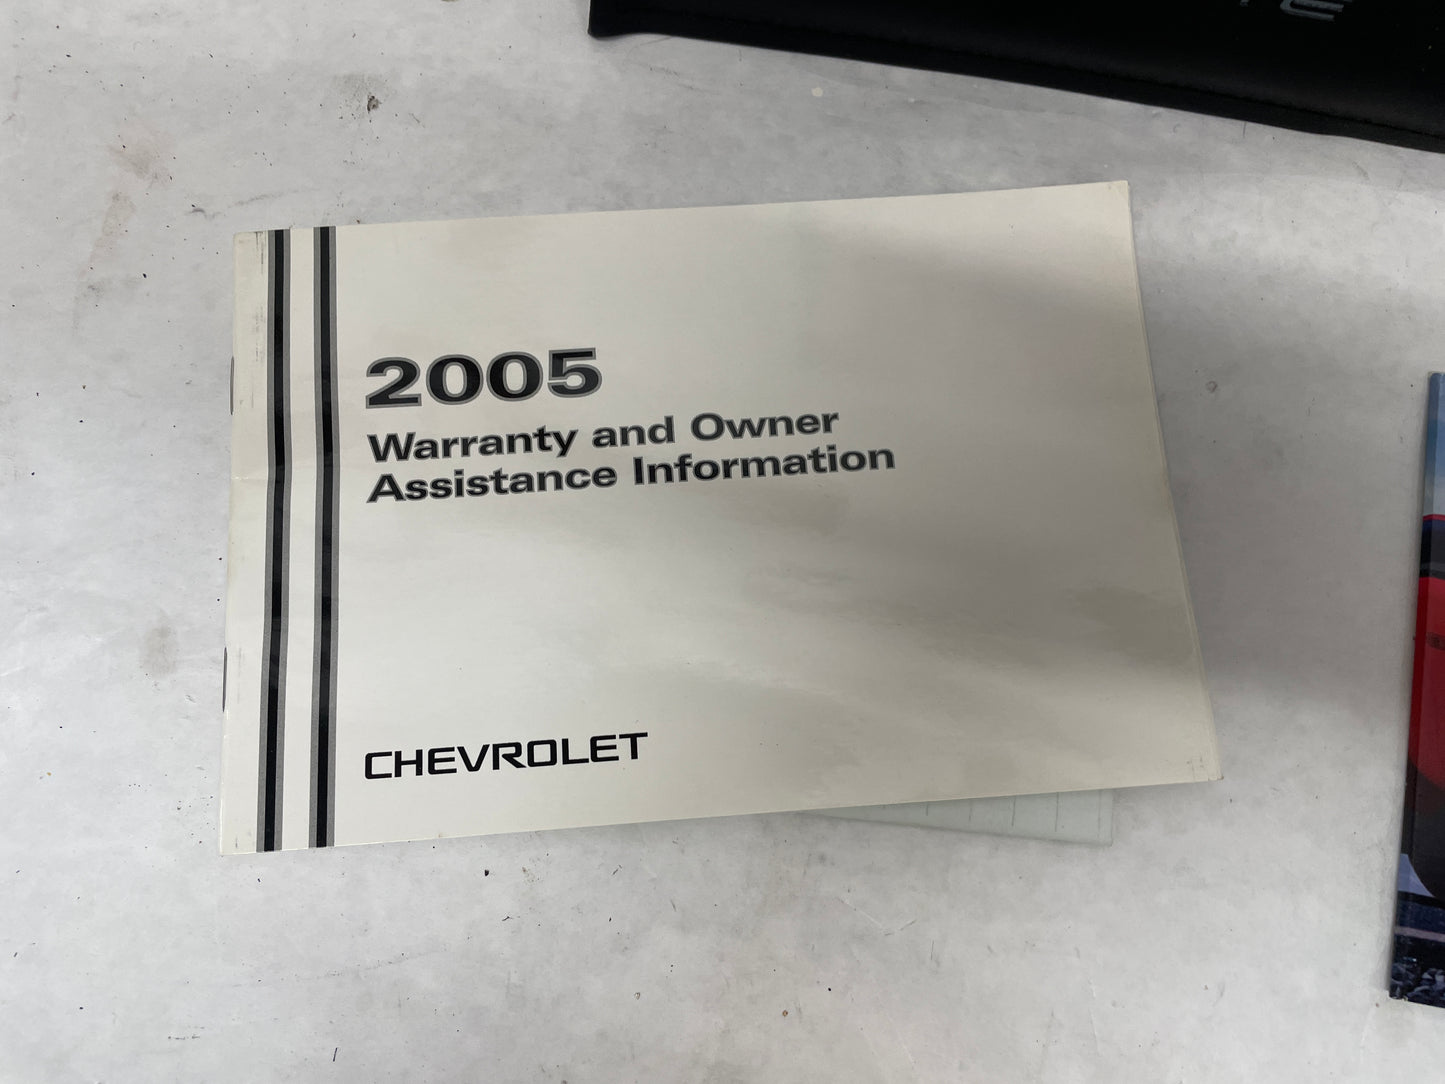 2005
Warranty and Owner
Assistance Information
CHEVROLET